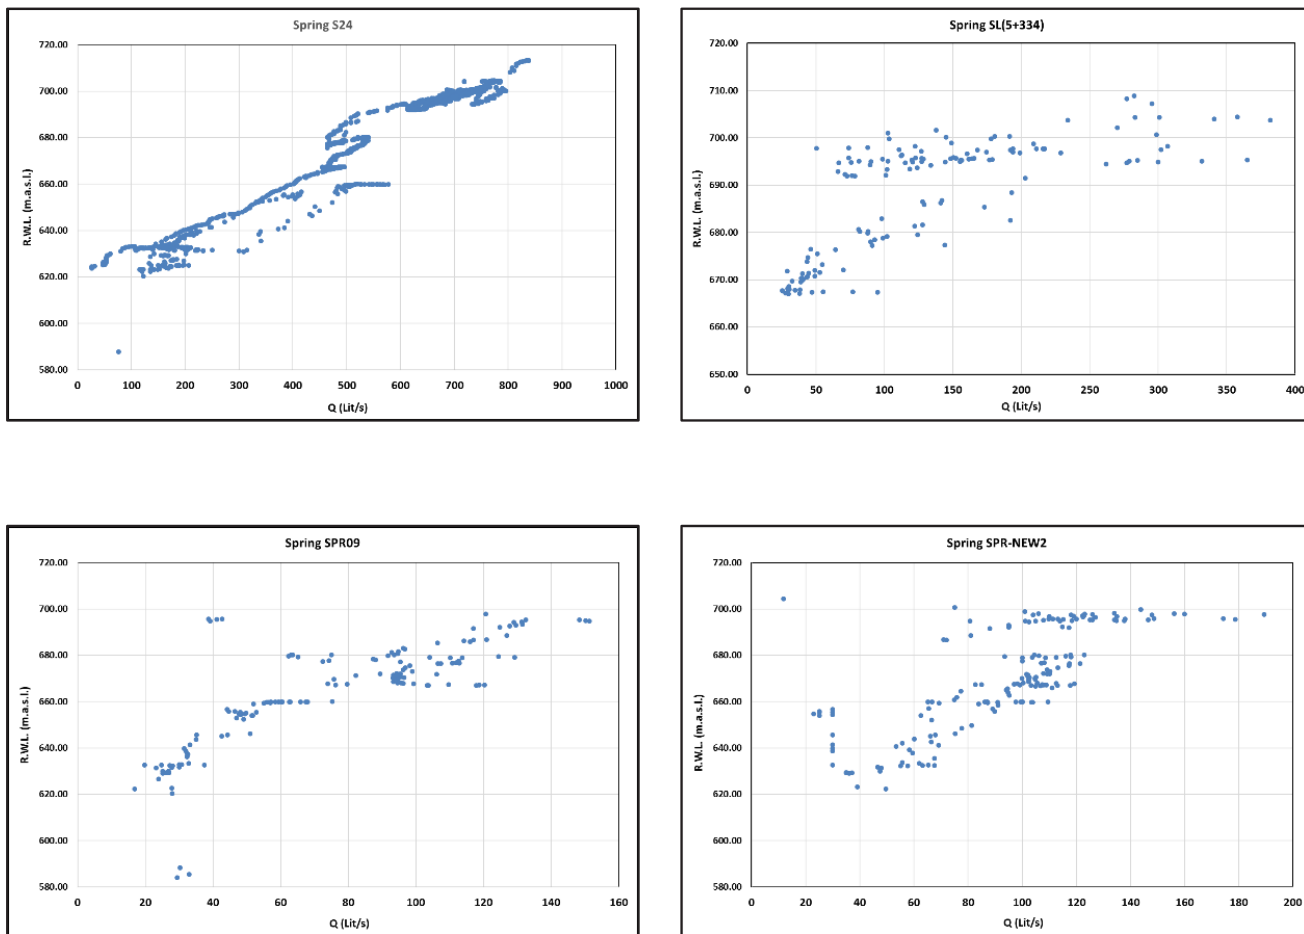 Spring S24
720.00
700.00
680.00
660.00
640.00
620.00
600.00
580.00
R.W.L. (m.a.s.l.)
0 100 200 300 400 500 600 700 800 900 1000
Q (Lit/s)
Spring SL(5+334)
720.00
710.00
700.00
690.00
680.00
670.00
660.00
650.00
R.W.L. (m.a.s.l.)
0 50 100 150 200 250 300 350 400
Q (Lit/s)
Spring SPR09
720.00
700.00
680.00
660.00
640.00
620.00
600.00
580.00
R.W.L. (m.a.s.l.)
0 20 40 60 80 100 120 140 160
Q (Lit/s)
Spring SPR-NEW2
720.00
700.00
680.00
660.00
640.00
620.00
600.00
580.00
R.W.L. (m.a.s.l.)
0 20 40 60 80 100 120 140 160 180 200
Q (Lit/s)